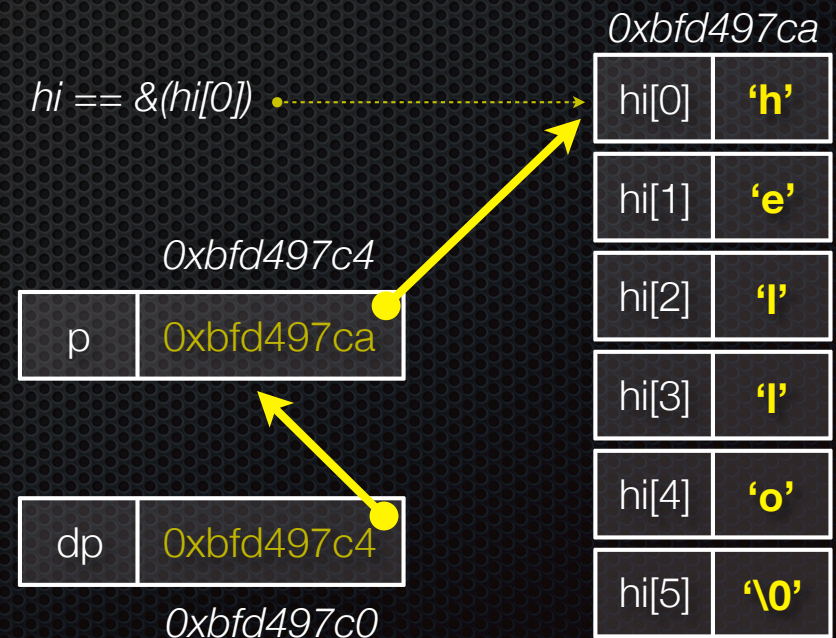 0xbfd497ca
hi == &(hi[0])
hi[0] ‘h’
hi[1] ‘e’
0xbfd497c4
hi[2] ‘l’
p 0xbfd497ca
hi[3] ‘l’
hi[4] ‘o’
dp 0xbfd497c4
hi[5] ‘\0’
0xbfd497c0